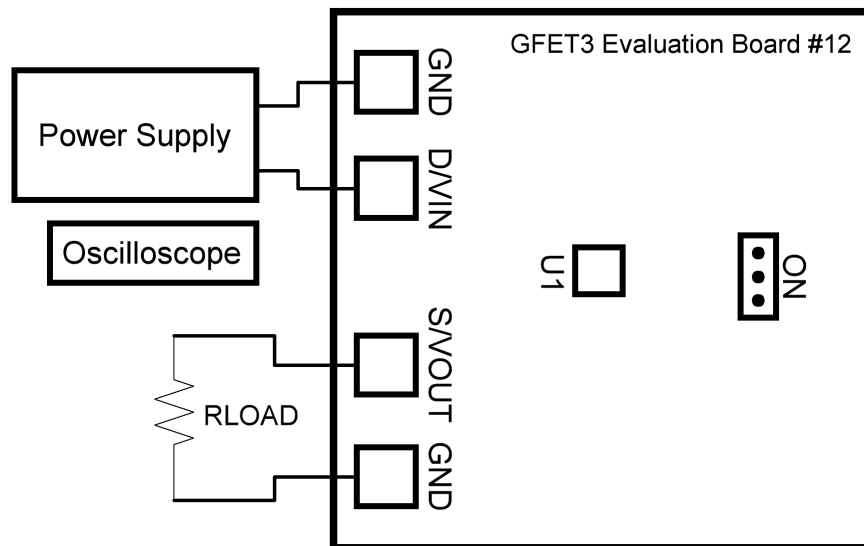 GFET3 Evaluation Board #12
GND
Power Supply
D/VIN
Oscilloscope
U1
ON
S/VOUT
RLOAD
GND